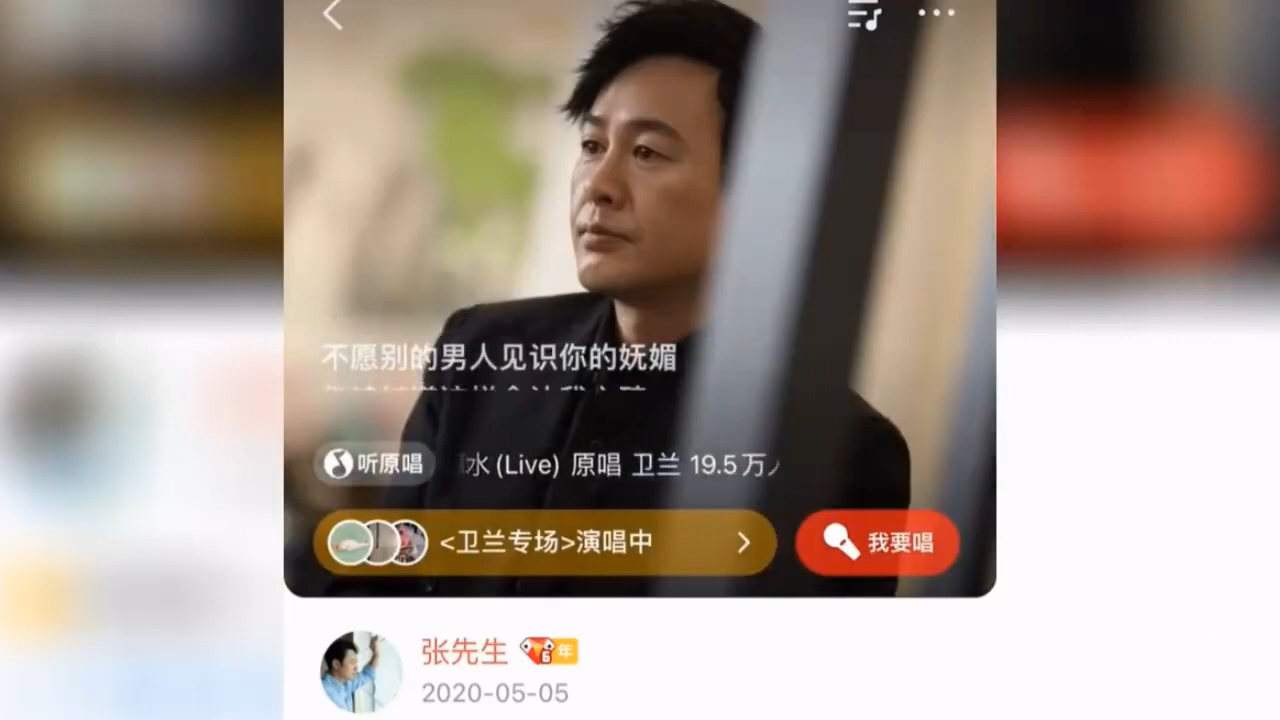 不愿别的男人见识你的妩媚
听原唱
水(Live) 原唱 卫兰 19.5万
<卫兰专场>演唱中
我要唱
张先生
6年
2020-05-05